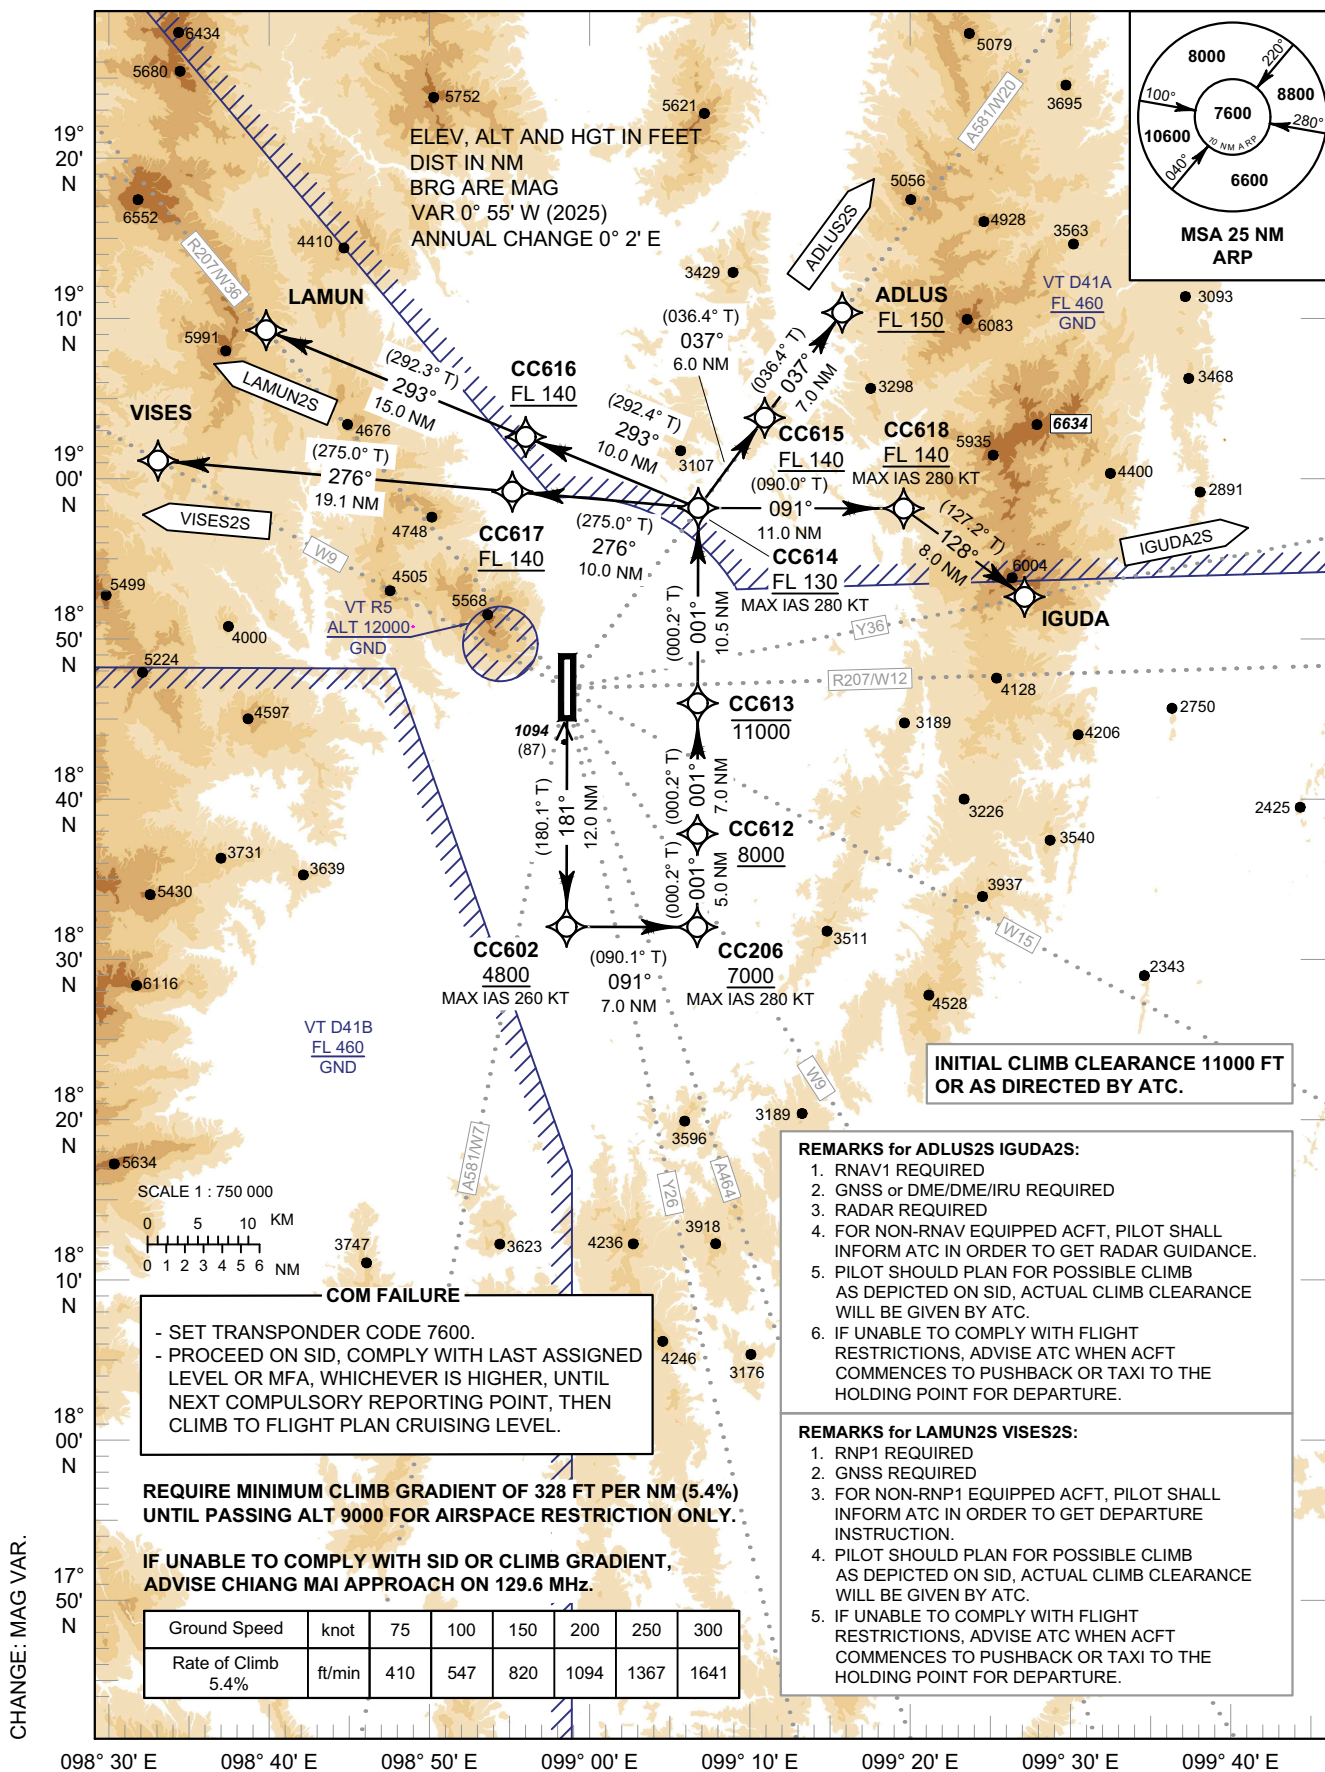 6434
5680
5752
5621
5079
3695
A581/W20
8000
220°
100°
7600
8800
280°
10 NM ARP
10600
040°
6600
MSA 25 NM
ARP
19°
20'
N
ELEV, ALT AND HGT IN FEET
DIST IN NM
BRG ARE MAG
VAR 0° 55' W (2025)
ANNUAL CHANGE 0° 2' E
6552
4410
R207/W36
5056
4928
3563
ADLUS2S
3429
VT D41A
FL 460
GND
3093
19°
10'
N
LAMUN
5991
ADLUS
FL 150
6083
(036.4° T)
037°
6.0 NM
(036.4° T)
037°
7.0 NM
(292.3° T)
293°
15.0 NM
LAMUN2S
CC616
FL 140
3298
3468
VISES
4676
(292.4° T)
293°
10.0 NM
3107
CC615
FL 140
CC618
FL 140
MAX IAS 280 KT
5935
6634
4400
2891
19°
00'
N
(275.0° T)
276°
19.1 NM
(090.0° T)
091°
11.0 NM
(127.2° T)
128°
8.0 NM
VISES2S
W9
4748
CC617
FL 140
(275.0° T)
276°
10.0 NM
CC614
FL 130
MAX IAS 280 KT
IGUDA2S
6004
IGUDA
5499
4505
VT R5
ALT 12000
GND
5568
4000
18°
50'
N
(000.2° T)
001°
10.5 NM
Y36
R207/W12
5224
4597
4128
2750
3189
4206
CC613
11000
1094
(87)
(180.1° T)
181°
12.0 NM
(000.2° T)
001°
7.0 NM
18°
40'
N
3226
2425
3540
CC612
8000
3731
3639
5430
(000.2° T)
001°
5.0 NM
3937
3511
W15
18°
30'
N
CC602
4800
MAX IAS 260 KT
(090.1° T)
091°
7.0 NM
CC206
7000
MAX IAS 280 KT
6116
2343
4528
VT D41B
FL 460
GND
INITIAL CLIMB CLEARANCE 11000 FT
OR AS DIRECTED BY ATC.
18°
20'
N
W9
3189
3596
A581/W7
Y26
A464
5634
SCALE 1 : 750 000
0 5 10 KM
0 1 2 3 4 5 6 NM
3747
3623
4236
3918
18°
10'
N
REMARKS for ADLUS2S IGUDA2S:
1. RNAV1 REQUIRED
2. GNSS or DME/DME/IRU REQUIRED
3. RADAR REQUIRED
4. FOR NON-RNAV EQUIPPED ACFT, PILOT SHALL
INFORM ATC IN ORDER TO GET RADAR GUIDANCE.
5. PILOT SHOULD PLAN FOR POSSIBLE CLIMB
AS DEPICTED ON SID, ACTUAL CLIMB CLEARANCE
WILL BE GIVEN BY ATC.
6. IF UNABLE TO COMPLY WITH FLIGHT
RESTRICTIONS, ADVISE ATC WHEN ACFT
COMMENCES TO PUSHBACK OR TAXI TO THE
HOLDING POINT FOR DEPARTURE.
COM FAILURE
- SET TRANSPONDER CODE 7600.
- PROCEED ON SID, COMPLY WITH LAST ASSIGNED
LEVEL OR MFA, WHICHEVER IS HIGHER, UNTIL
NEXT COMPULSORY REPORTING POINT, THEN
CLIMB TO FLIGHT PLAN CRUISING LEVEL.
4246
3176
18°
00'
N
REMARKS for LAMUN2S VISES2S:
1. RNP1 REQUIRED
2. GNSS REQUIRED
3. FOR NON-RNP1 EQUIPPED ACFT, PILOT SHALL
INFORM ATC IN ORDER TO GET DEPARTURE
INSTRUCTION.
4. PILOT SHOULD PLAN FOR POSSIBLE CLIMB
AS DEPICTED ON SID, ACTUAL CLIMB CLEARANCE
WILL BE GIVEN BY ATC.
5. IF UNABLE TO COMPLY WITH FLIGHT
RESTRICTIONS, ADVISE ATC WHEN ACFT
COMMENCES TO PUSHBACK OR TAXI TO THE
HOLDING POINT FOR DEPARTURE.
REQUIRE MINIMUM CLIMB GRADIENT OF 328 FT PER NM (5.4%)
UNTIL PASSING ALT 9000 FOR AIRSPACE RESTRICTION ONLY.
IF UNABLE TO COMPLY WITH SID OR CLIMB GRADIENT,
ADVISE CHIANG MAI APPROACH ON 129.6 MHz.
17°
50'
N
Ground Speed knot 75 100 150 200 250 300
Rate of Climb
5.4% ft/min 410 547 820 1094 1367 1641
CHANGE: MAG VAR.
098° 30' E 098° 40' E 098° 50' E 099° 00' E 099° 10' E 099° 20' E 099° 30' E 099° 40' E